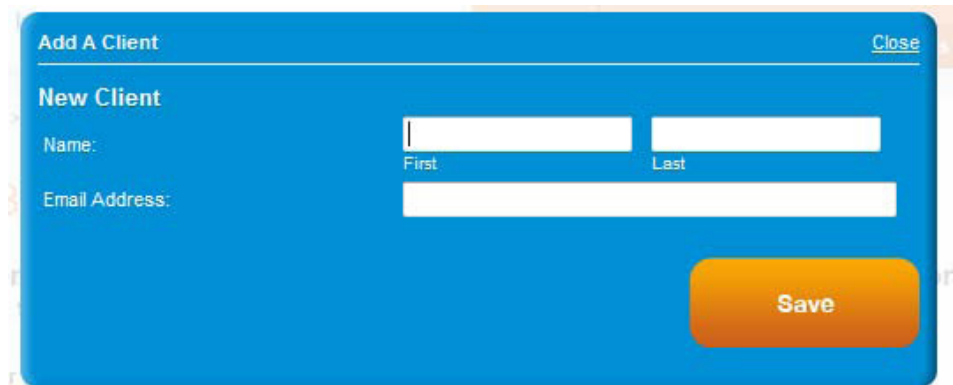 Add A Client Close
New Client
Name:
First Last
Email Address:
Save